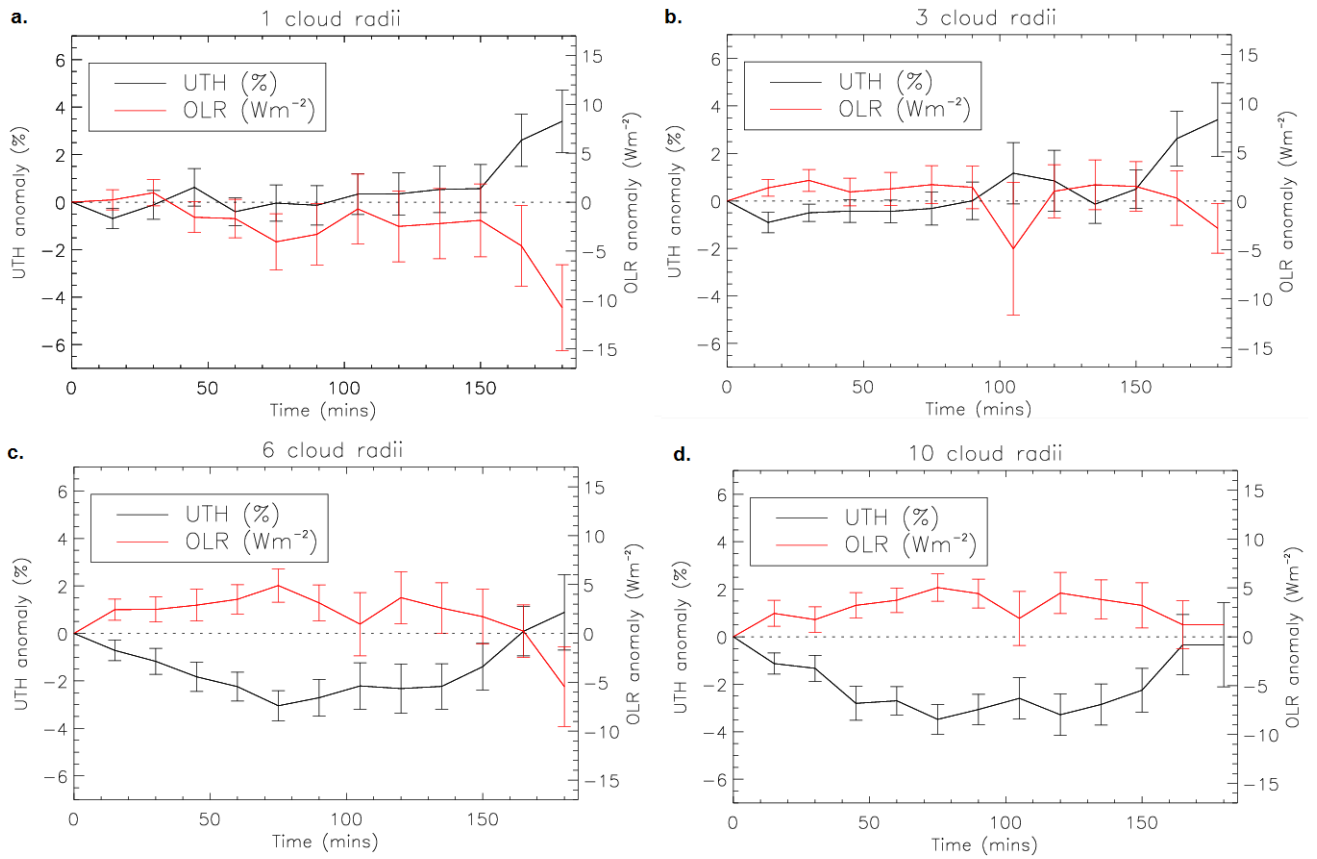 a.
1 cloud radii
UTH (%)
OLR (Wm⁻²)
6
4
2
0
−2
−4
−6
15
10
5
0
−5
−10
−15
UTH anomaly (%)
OLR anomaly (Wm⁻²)
0
50
100
150
Time (mins)
b.
3 cloud radii
UTH (%)
OLR (Wm⁻²)
6
4
2
0
−2
−4
−6
15
10
5
0
−5
−10
−15
UTH anomaly (%)
OLR anomaly (Wm⁻²)
0
50
100
150
Time (mins)
c.
6 cloud radii
UTH (%)
OLR (Wm⁻²)
6
4
2
0
−2
−4
−6
15
10
5
0
−5
−10
−15
UTH anomaly (%)
OLR anomaly (Wm⁻²)
0
50
100
150
Time (mins)
d.
10 cloud radii
UTH (%)
OLR (Wm⁻²)
6
4
2
0
−2
−4
−6
15
10
5
0
−5
−10
−15
UTH anomaly (%)
OLR anomaly (Wm⁻²)
0
50
100
150
Time (mins)